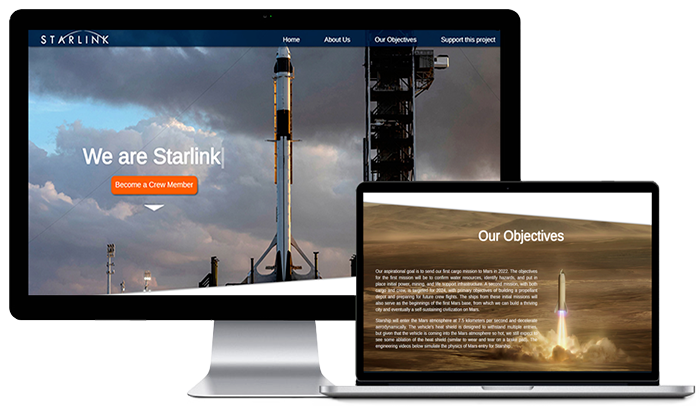 STARLINK
Home
About Us
Our Objectives
Support this project
We are Starlink
Become a Crew Member
Our Objectives
Our aspirational goal is to send our first cargo mission to Mars in 2022. The objectives
for the first mission will be to confirm water resources, identify hazards, and put in
place initial power, mining, and life support infrastructure. A second mission, with both
cargo and crew, is targeted for 2024, with primary objectives of building a propellant
depot and preparing for future crew flights. The ships from these initial missions will
also serve as the beginnings of the first Mars base, from which we can build a thriving
city and eventually a self sustaining civilization on Mars.
Starship will enter the Mars atmosphere at 7.5 kilometers per second and decelerate
aerodynamically. The vehicle's heat shield is designed to withstand multiple entries,
but given that the vehicle is coming into the Mars atmosphere so hot, we still expect to
see some ablation of the heat shield (similar to wear and tear on a brake pad). The
engineering videos below simulate the physics of Mars entry for Starship.